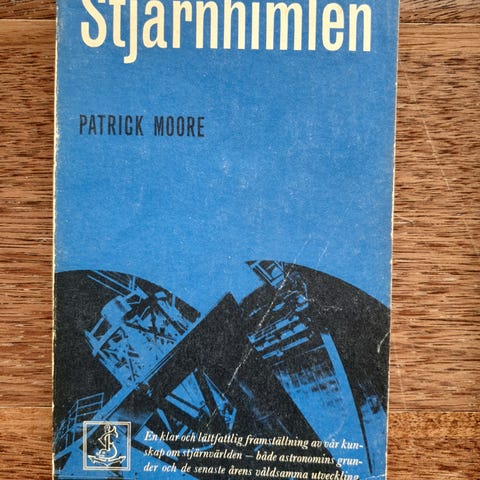 Stjärnhimlen
PATRICK MOORE
En klar och lättfattlig framställning av vår kun-
skap om stjärnvärlden – både astronomins grun-
der och de senaste årens våldsamma utveckling